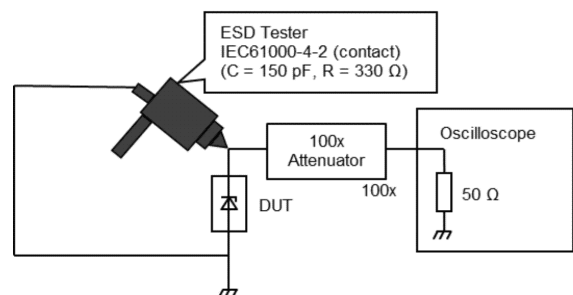 ESD Tester
IEC61000-4-2 (contact)
(C = 150 pF, R = 330 Ω)
100x
Attenuator
Oscilloscope
100x
50 Ω
DUT